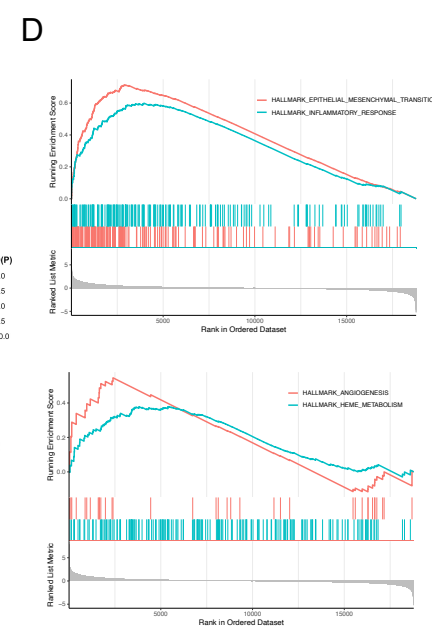 D
Running Enrichment Score
0.6
0.4
0.2
0.0
HALLMARK_EPITHELIAL_MESENCHYMAL_TRANSITIO
HALLMARK_INFLAMMATORY_RESPONSE
(P)
.0
.5
.0
.5
0.0
Ranked List Metric
5
0
−5
5000 10000 15000
Rank in Ordered Dataset
Running Enrichment Score
0.4
0.2
0.0
HALLMARK_ANGIOGENESIS
HALLMARK_HEME_METABOLISM
Ranked List Metric
5
0
−5
5000 10000 15000
Rank in Ordered Dataset